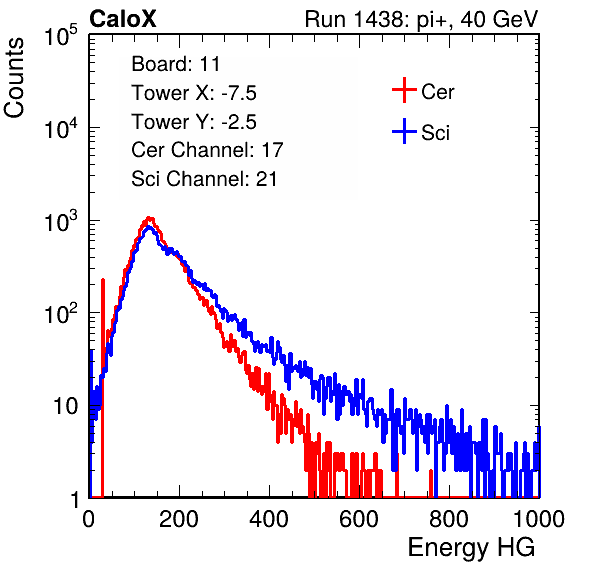 CaloX Run 1438: pi+, 40 GeV
Counts
10^5
10^4
10^3
10^2
10
1
Board: 11
Tower X: -7.5
Tower Y: -2.5
Cer Channel: 17
Sci Channel: 21
Cer
Sci
0 200 400 600 800 1000
Energy HG